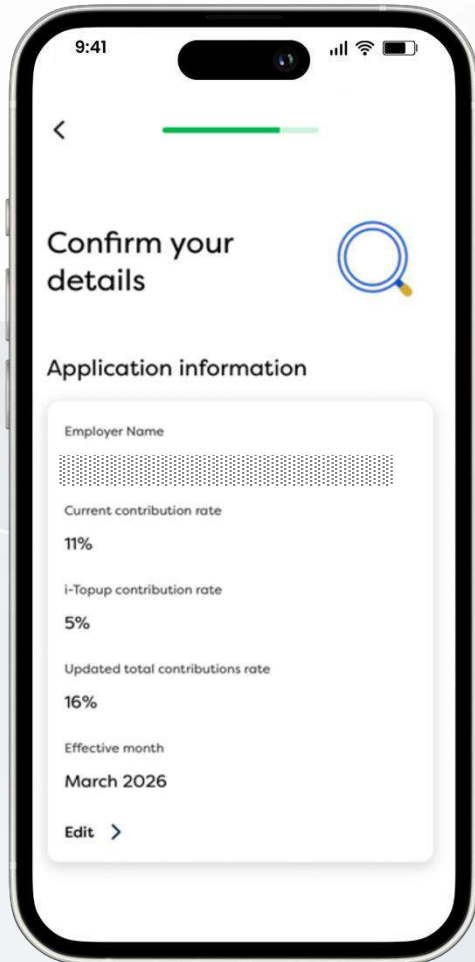 9:41
Confirm your
details
Application information
Employer Name
Current contribution rate
11%
i-Topup contribution rate
5%
Updated total contributions rate
16%
Effective month
March 2026
Edit